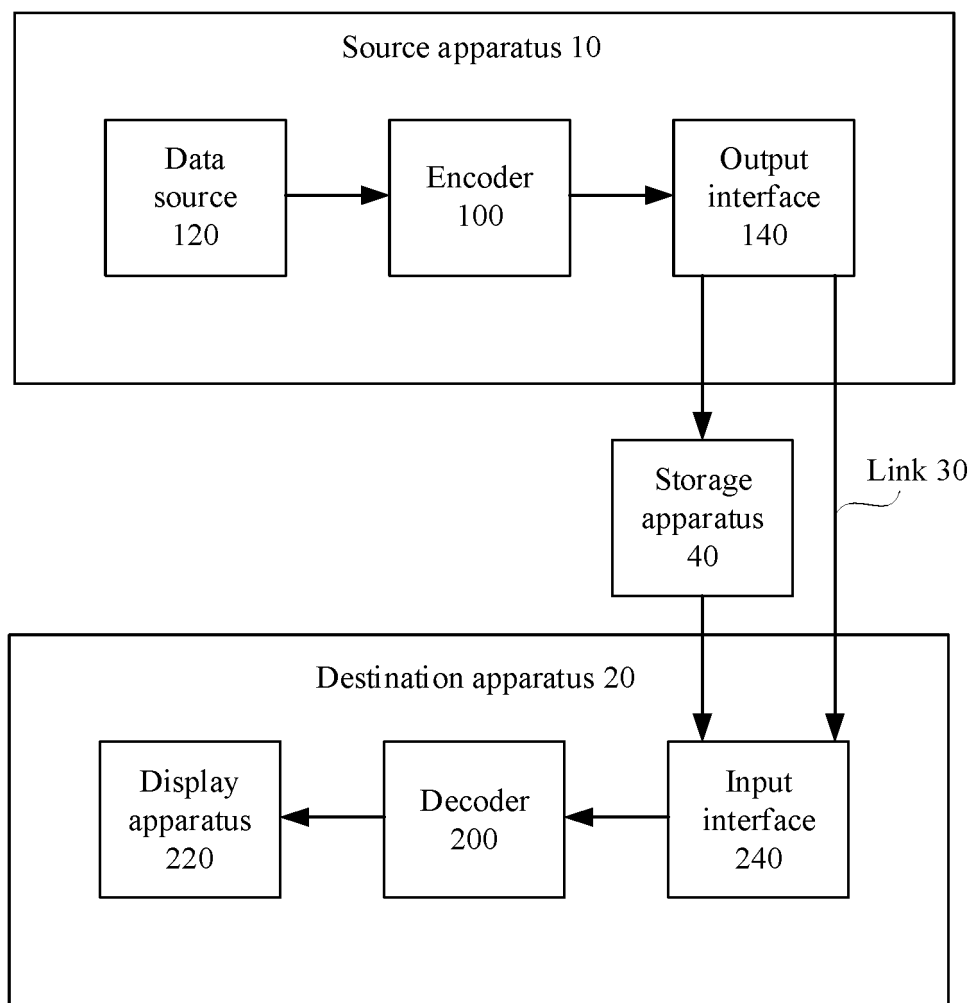 Source apparatus 10
Data
source
120
Encoder
100
Output
interface
140
Storage
apparatus
40
Link 30
Destination apparatus 20
Display
apparatus
220
Decoder
200
Input
interface
240